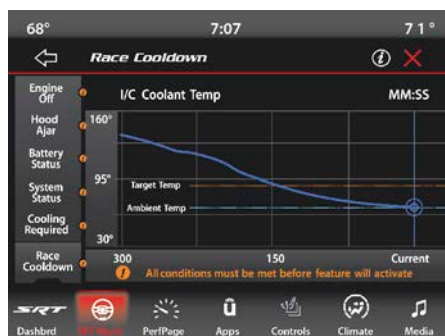 68° 7:07 71°
Race Cooldown
Engine
Off
I/C Coolant Temp MM:SS
Hood
Ajar
160°
Battery
Status
95°
Target Temp
System
Status
Ambient Temp
Cooling
Required
30°
Race
Cooldown
300 150 Current
All conditions must be met before feature will activate
SRT
Dashbrd
PerfPage
Apps
Controls
Climate
Media